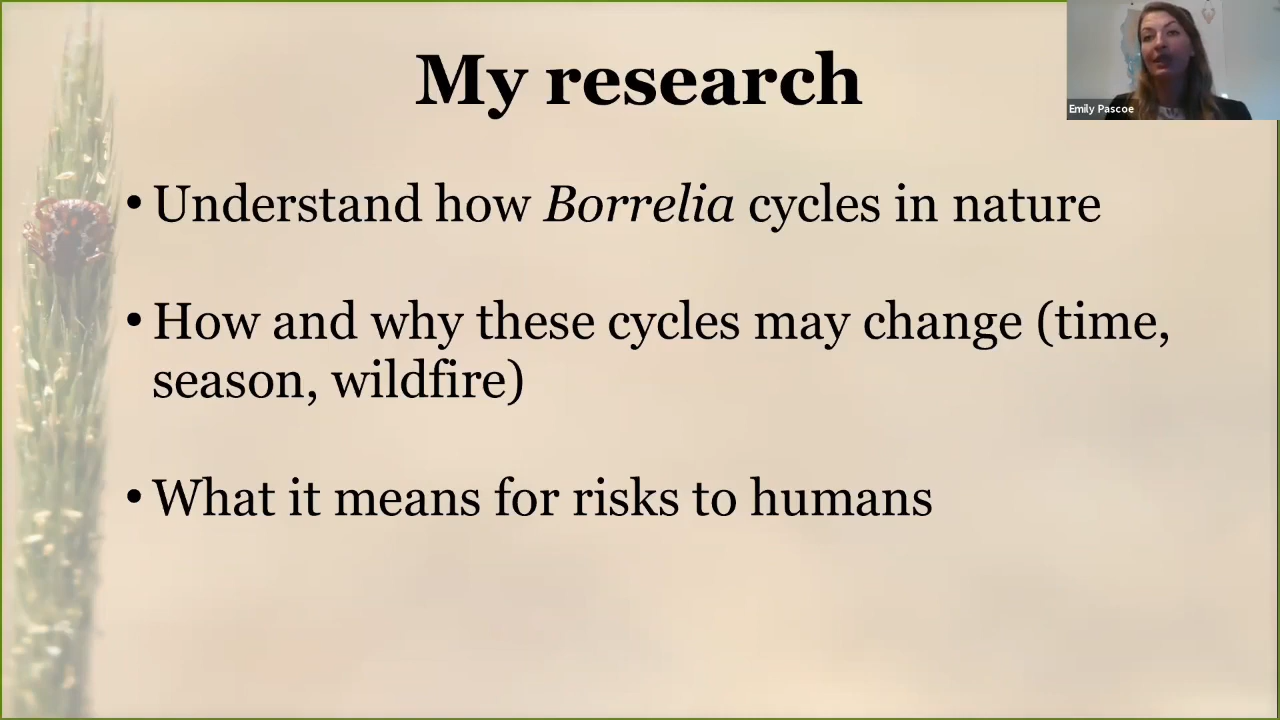 My research
Emily Pascoe
• Understand how Borrelia cycles in nature
• How and why these cycles may change (time,
season, wildfire)
• What it means for risks to humans